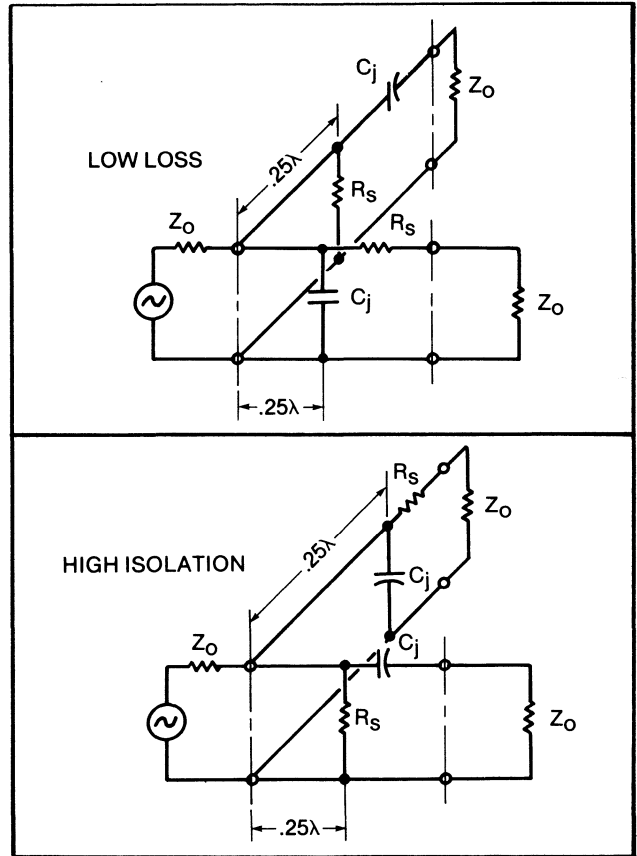 Cj
Zo
.25λ
LOW LOSS
Rs
Rs
Zo
Cj
Zo
.25λ
Rs
Zo
.25λ
HIGH ISOLATION
Cj
Zo
Cj
Rs
Zo
.25λ